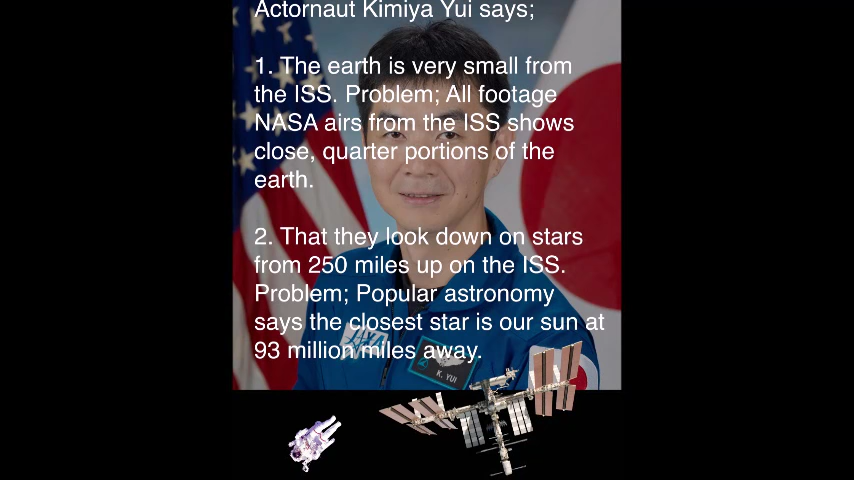 Actornaut Kimiya Yui says;
1. The earth is very small from
the ISS. Problem; All footage
NASA airs from the ISS shows
close, quarter portions of the
earth.
2. That they look down on stars
from 250 miles up on the ISS.
Problem; Popular astronomy
says the closest star is our sun at
93 million miles away.
JAXA
K. YUI